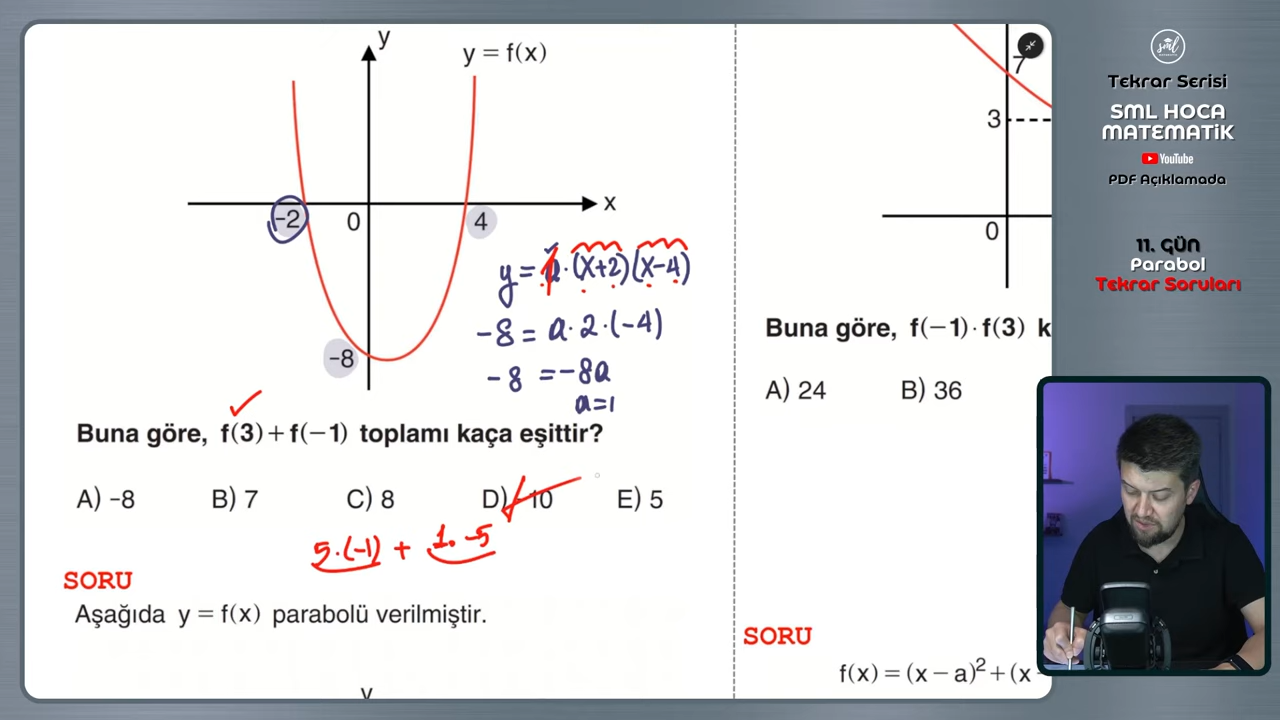 y
y = f(x)
-2
0
4
x
-8
y = a·(x+2)(x-4)
-8 = a·2·(-4)
-8 = -8a
a=1
Buna göre, f(3)+f(-1) toplamı kaça eşittir?
A) -8 B) 7 C) 8 D) -10 E) 5
5·(-1) + 1·-5
SORU
Aşağıda y = f(x) parabolü verilmiştir.
y
7
3
0
Buna göre, f(-1)·f(3) k
A) 24 B) 36
SORU
f(x) = (x-a)²+(x
sml
Tekrar Serisi
SML HOCA
MATEMATİK
YouTube
PDF Açıklamada
11. GÜN
Parabol
Tekrar Soruları